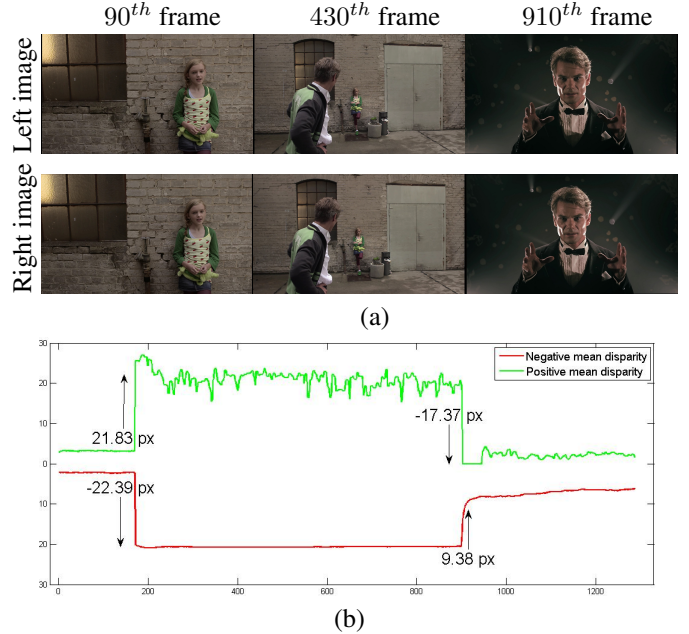 90th frame 430th frame 910th frame
Left image
Right image
(a)
30
20
10
0
10
20
30
Negative mean disparity
Positive mean disparity
21.83 px
-22.39 px
-17.37 px
9.38 px
0 200 400 600 800 1000 1200
(b)